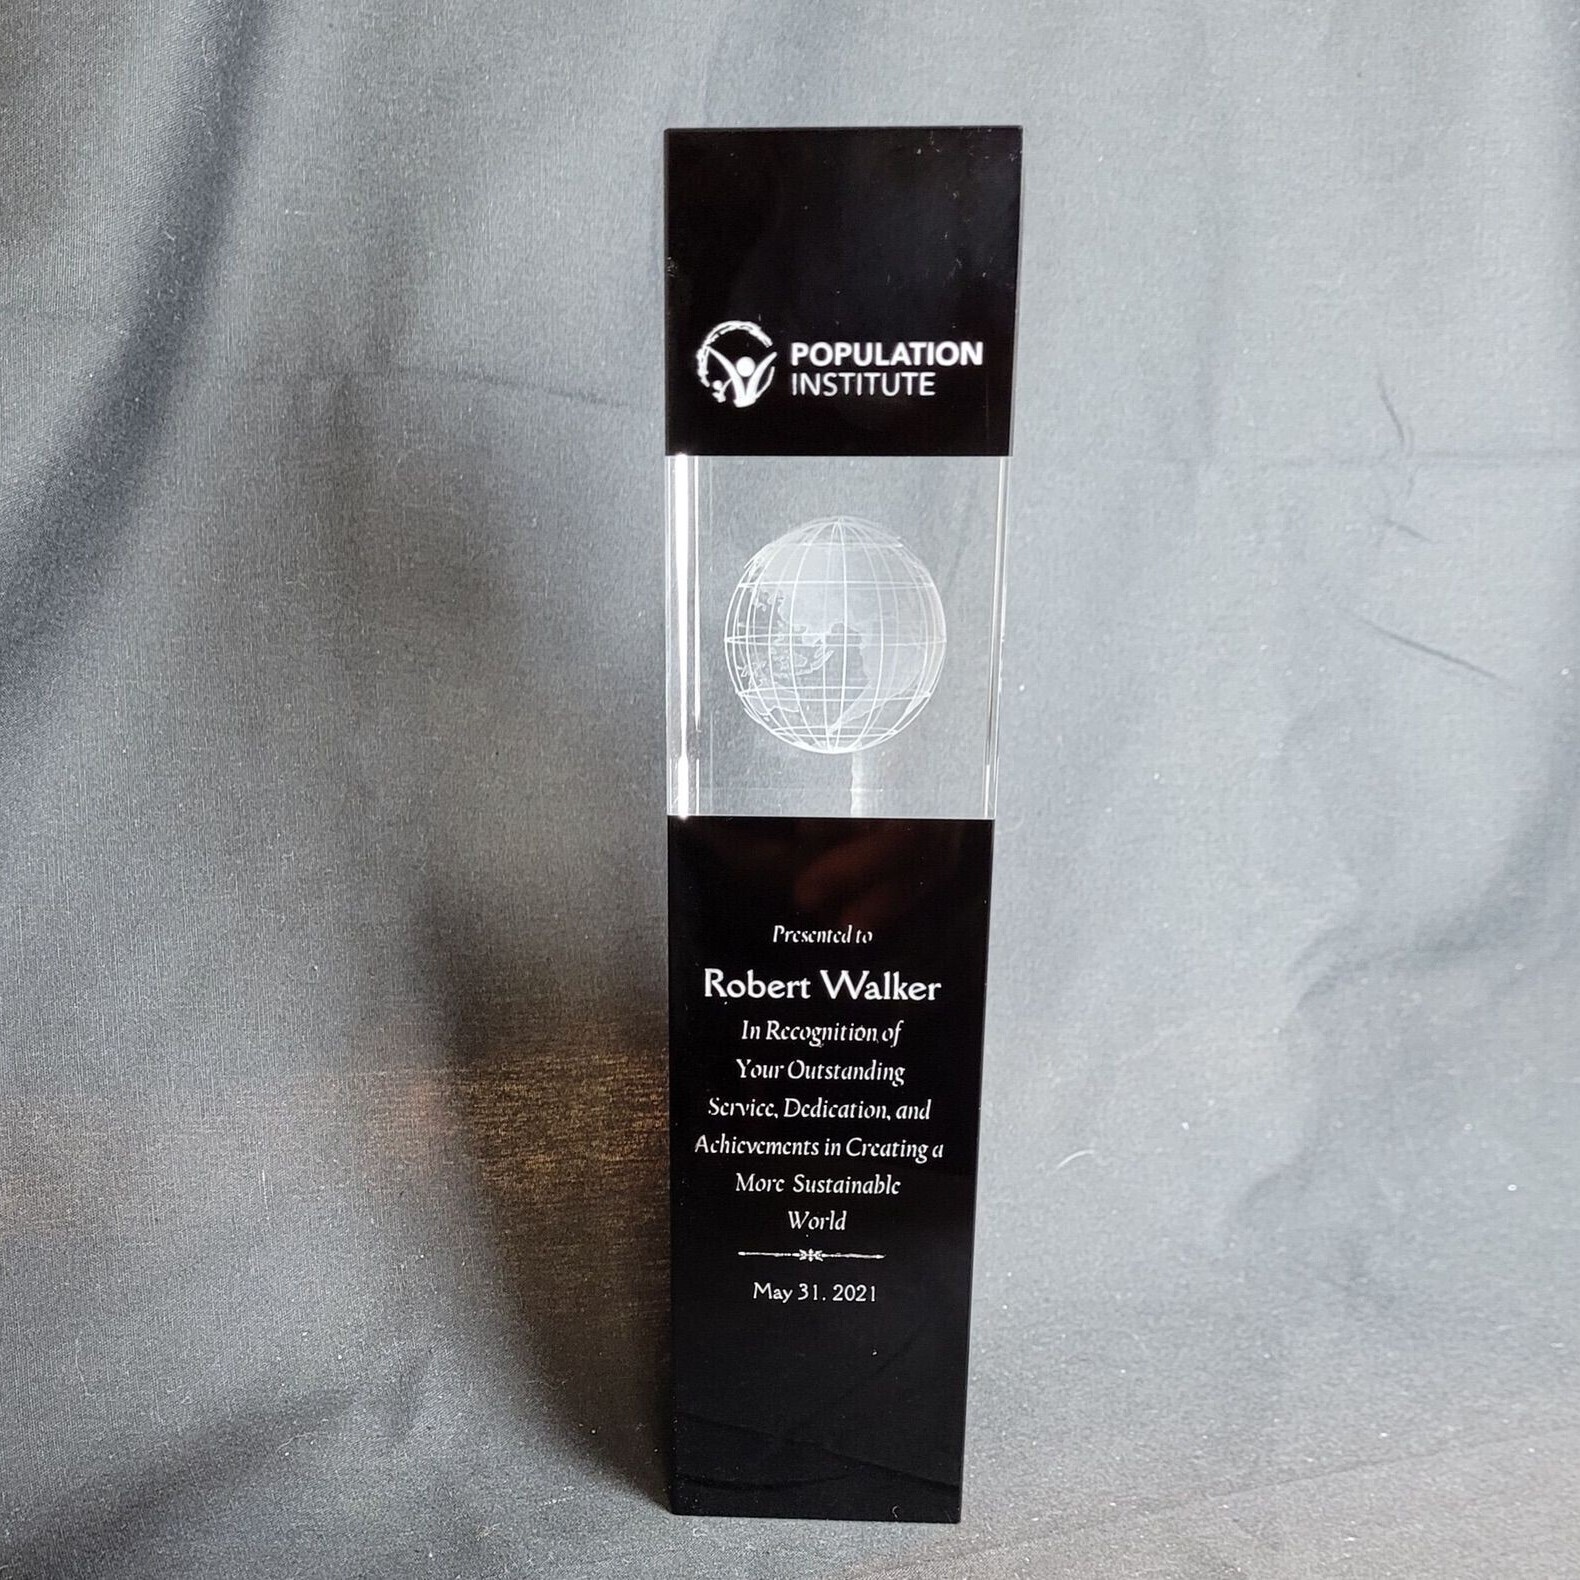 POPULATION
INSTITUTE
Presented to
Robert Walker
In Recognition of
Your Outstanding
Service, Dedication, and
Achievements in Creating a
More Sustainable
World
May 31. 2021